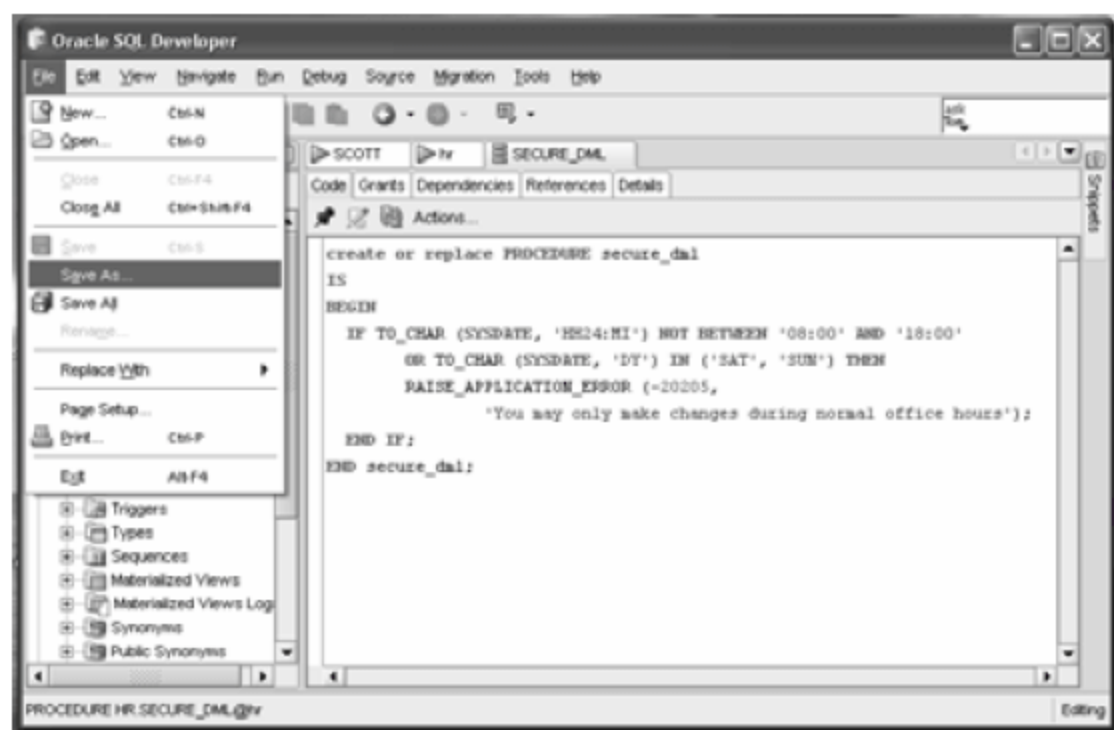 Oracle SQL Developer
File Edit View Navigate Run Debug Source Migration Tools Help
New... Ctrl-N
Open... Ctrl-O
Close Ctrl-F4
Close All Ctrl+Shift-F4
Save Ctrl-S
Save As...
Save All
Rename...
Replace With
Page Setup...
Print... Ctrl-P
Exit Alt-F4
Triggers
Types
Sequences
Materialized Views
Materialized Views Log
Synonyms
Public Synonyms
SCOTT hr SECURE_DML
Code Grants Dependencies References Details
Actions...
create or replace PROCEDURE secure_dml
IS
BEGIN
IF TO_CHAR (SYSDATE, 'HH24:MI') NOT BETWEEN '08:00' AND '18:00'
OR TO_CHAR (SYSDATE, 'DY') IN ('SAT', 'SUN') THEN
RAISE_APPLICATION_ERROR (-20205,
'You may only make changes during normal office hours');
END IF;
END secure_dml;
Snippets
PROCEDURE HR.SECURE_DML@hr
Editing